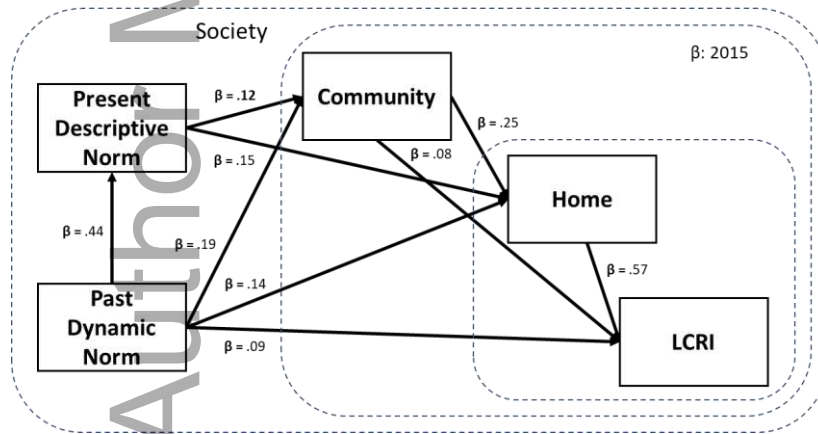 Society
β: 2015
Present
Descriptive
Norm
β = .12
Community
β = .25
β = .15
β = .08
Home
β = .44
β = .19
β = .57
Past
Dynamic
Norm
β = .14
β = .09
LCRI
Author M